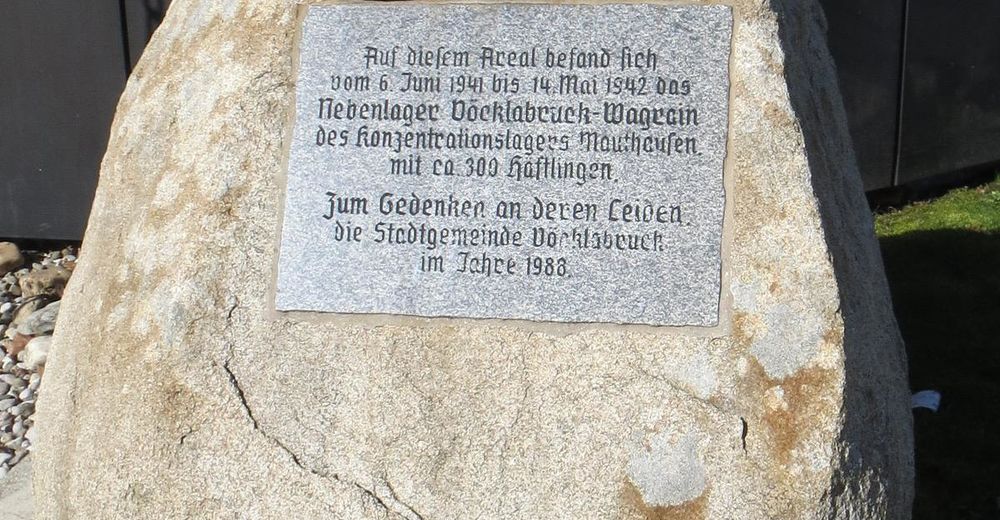 Auf diesem Areal befand sich
vom 6. Juni 1941 bis 14. Mai 1942 das
Nebenlager Vöcklabruck-Wagrain
des Konzentrationslagers Mauthausen
mit ca. 300 Häftlingen.
Zum Gedenken an deren Leiden.
die Stadtgemeinde Vöcklabruck
im Jahre 1988